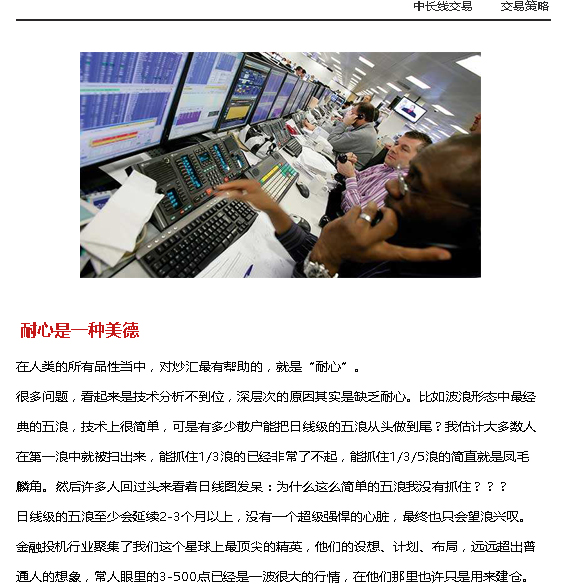 中长线交易 交易策略
耐心是一种美德
在人类的所有品性当中，对炒汇最有帮助的，就是“耐心”。
很多问题，看起来是技术分析不到位，深层次的原因其实是缺乏耐心。比如波浪形态中最经
典的五浪，技术上很简单，可是有多少散户能把日线级的五浪从头做到尾？我估计大多数人
在第一浪中就被扫出来，能抓住1/3浪的已经非常了不起，能抓住1/3/5浪的简直就是凤毛
麟角。然后许多人回过头来看着日线图发呆：为什么这么简单的五浪我没有抓住？？？
日线级的五浪至少会延续2-3个月以上，没有一个超级强悍的心脏，最终也只会望浪兴叹。
金融投机行业聚集了我们这个星球上最顶尖的精英，他们的设想、计划、布局，远远超出普
通人的想象，常人眼里的3-500点已经是一波很大的行情，在他们那里也许只是用来建仓。